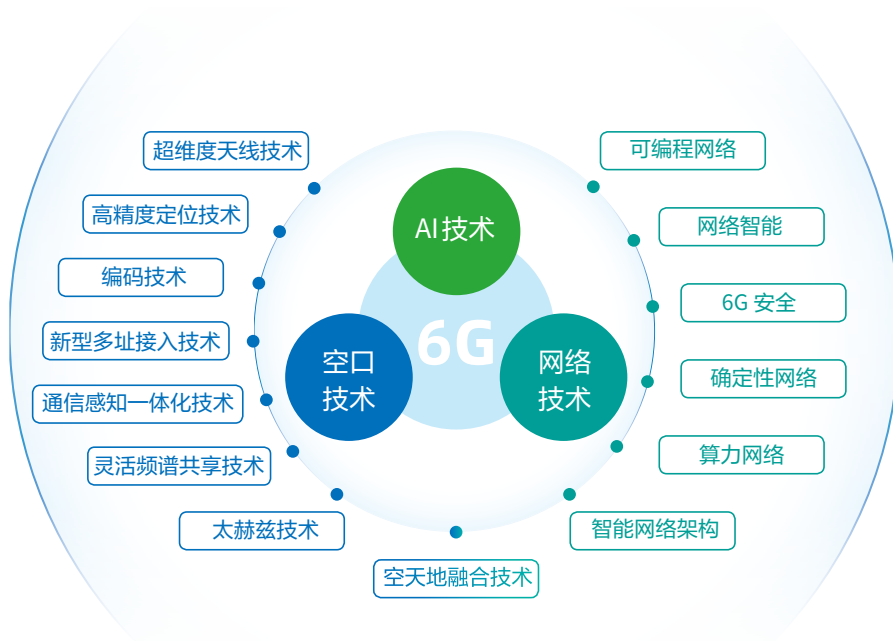 超维度天线技术
高精度定位技术
编码技术
新型多址接入技术
通信感知一体化技术
灵活频谱共享技术
太赫兹技术
空天地融合技术
AI技术
6G
空口
技术
网络
技术
可编程网络
网络智能
6G 安全
确定性网络
算力网络
智能网络架构